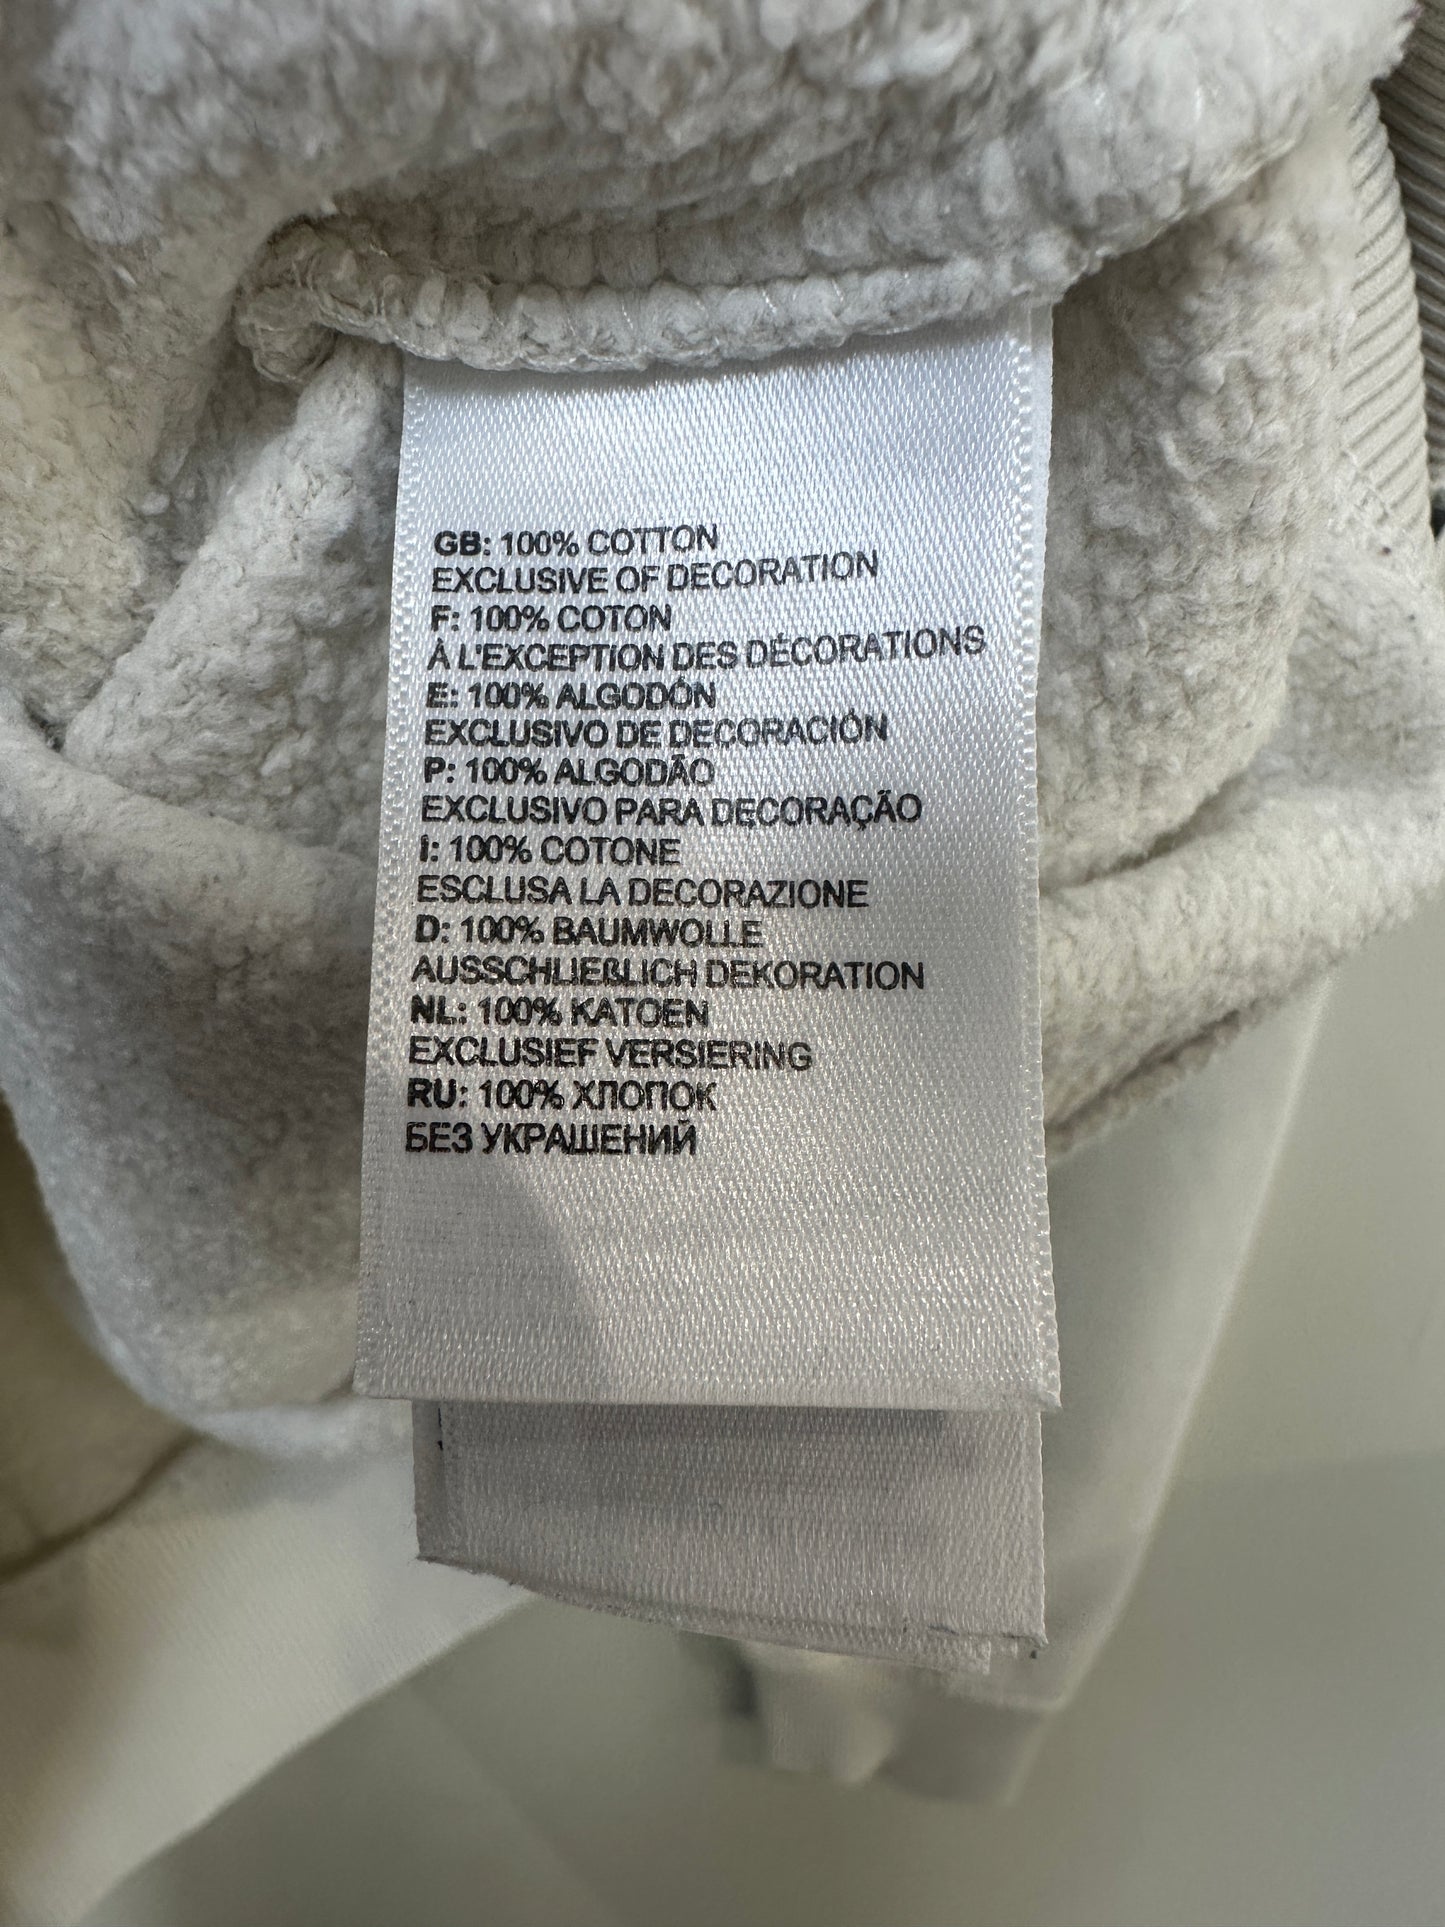 GB: 100% COTTON
EXCLUSIVE OF DECORATION
F: 100% COTON
À L'EXCEPTION DES DÉCORATIONS
E: 100% ALGODÓN
EXCLUSIVO DE DECORACIÓN
P: 100% ALGODÃO
EXCLUSIVO PARA DECORAÇÃO
I: 100% COTONE
ESCLUSA LA DECORAZIONE
D: 100% BAUMWOLLE
AUSSCHLIEßLICH DEKORATION
NL: 100% KATOEN
EXCLUSIEF VERSIERING
RU: 100% ХЛОПОК
БЕЗ УКРАШЕНИЙ